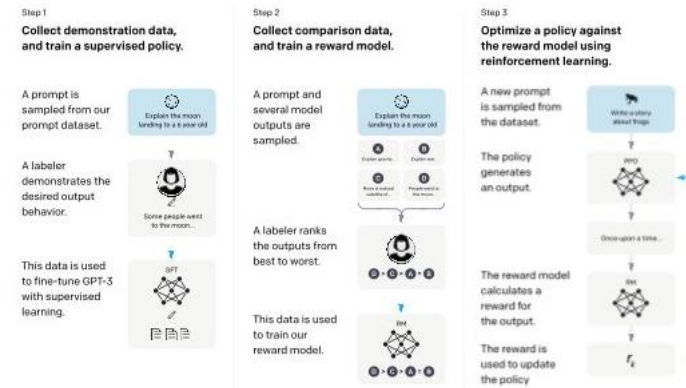 Step 1
Collect demonstration data,
and train a supervised policy.
A prompt is
sampled from our
prompt dataset.
Explain the moon
landing to a 6 year old
A labeler
demonstrates the
desired output
behavior.
Some people went
to the moon...
This data is used
to fine-tune GPT-3
with supervised
learning.
Step 2
Collect comparison data,
and train a reward model.
A prompt and
several model
outputs are
sampled.
Explain the moon
landing to a 6 year old
A
B
Explain
C
D
A labeler ranks
the outputs from
best to worst.
D > C > A = B
This data is used
to train our
reward model.
RM
D > C > A = B
Step 3
Optimize a policy against
the reward model using
reinforcement learning.
A new prompt
is sampled from
the dataset.
Write a story
about frogs
The policy
generates
an output.
PPO
Once upon a time...
The reward model
calculates a
reward for
the output.
RM
The reward is
used to update
the policy